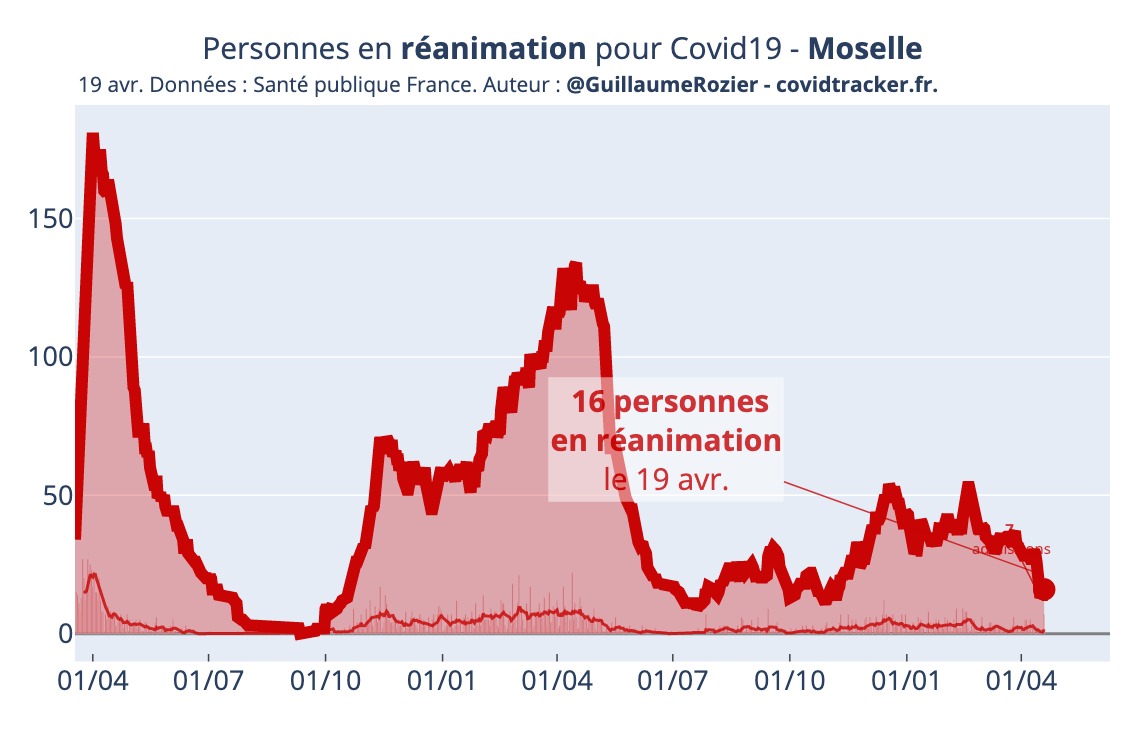 Personnes en réanimation pour Covid19 - Moselle
19 avr. Données : Santé publique France. Auteur : @GuillaumeRozier - covidtracker.fr.
150
100
50
0
16 personnes
en réanimation
le 19 avr.
7
01/04 01/07 01/10 01/01 01/04 01/07 01/10 01/01 01/04